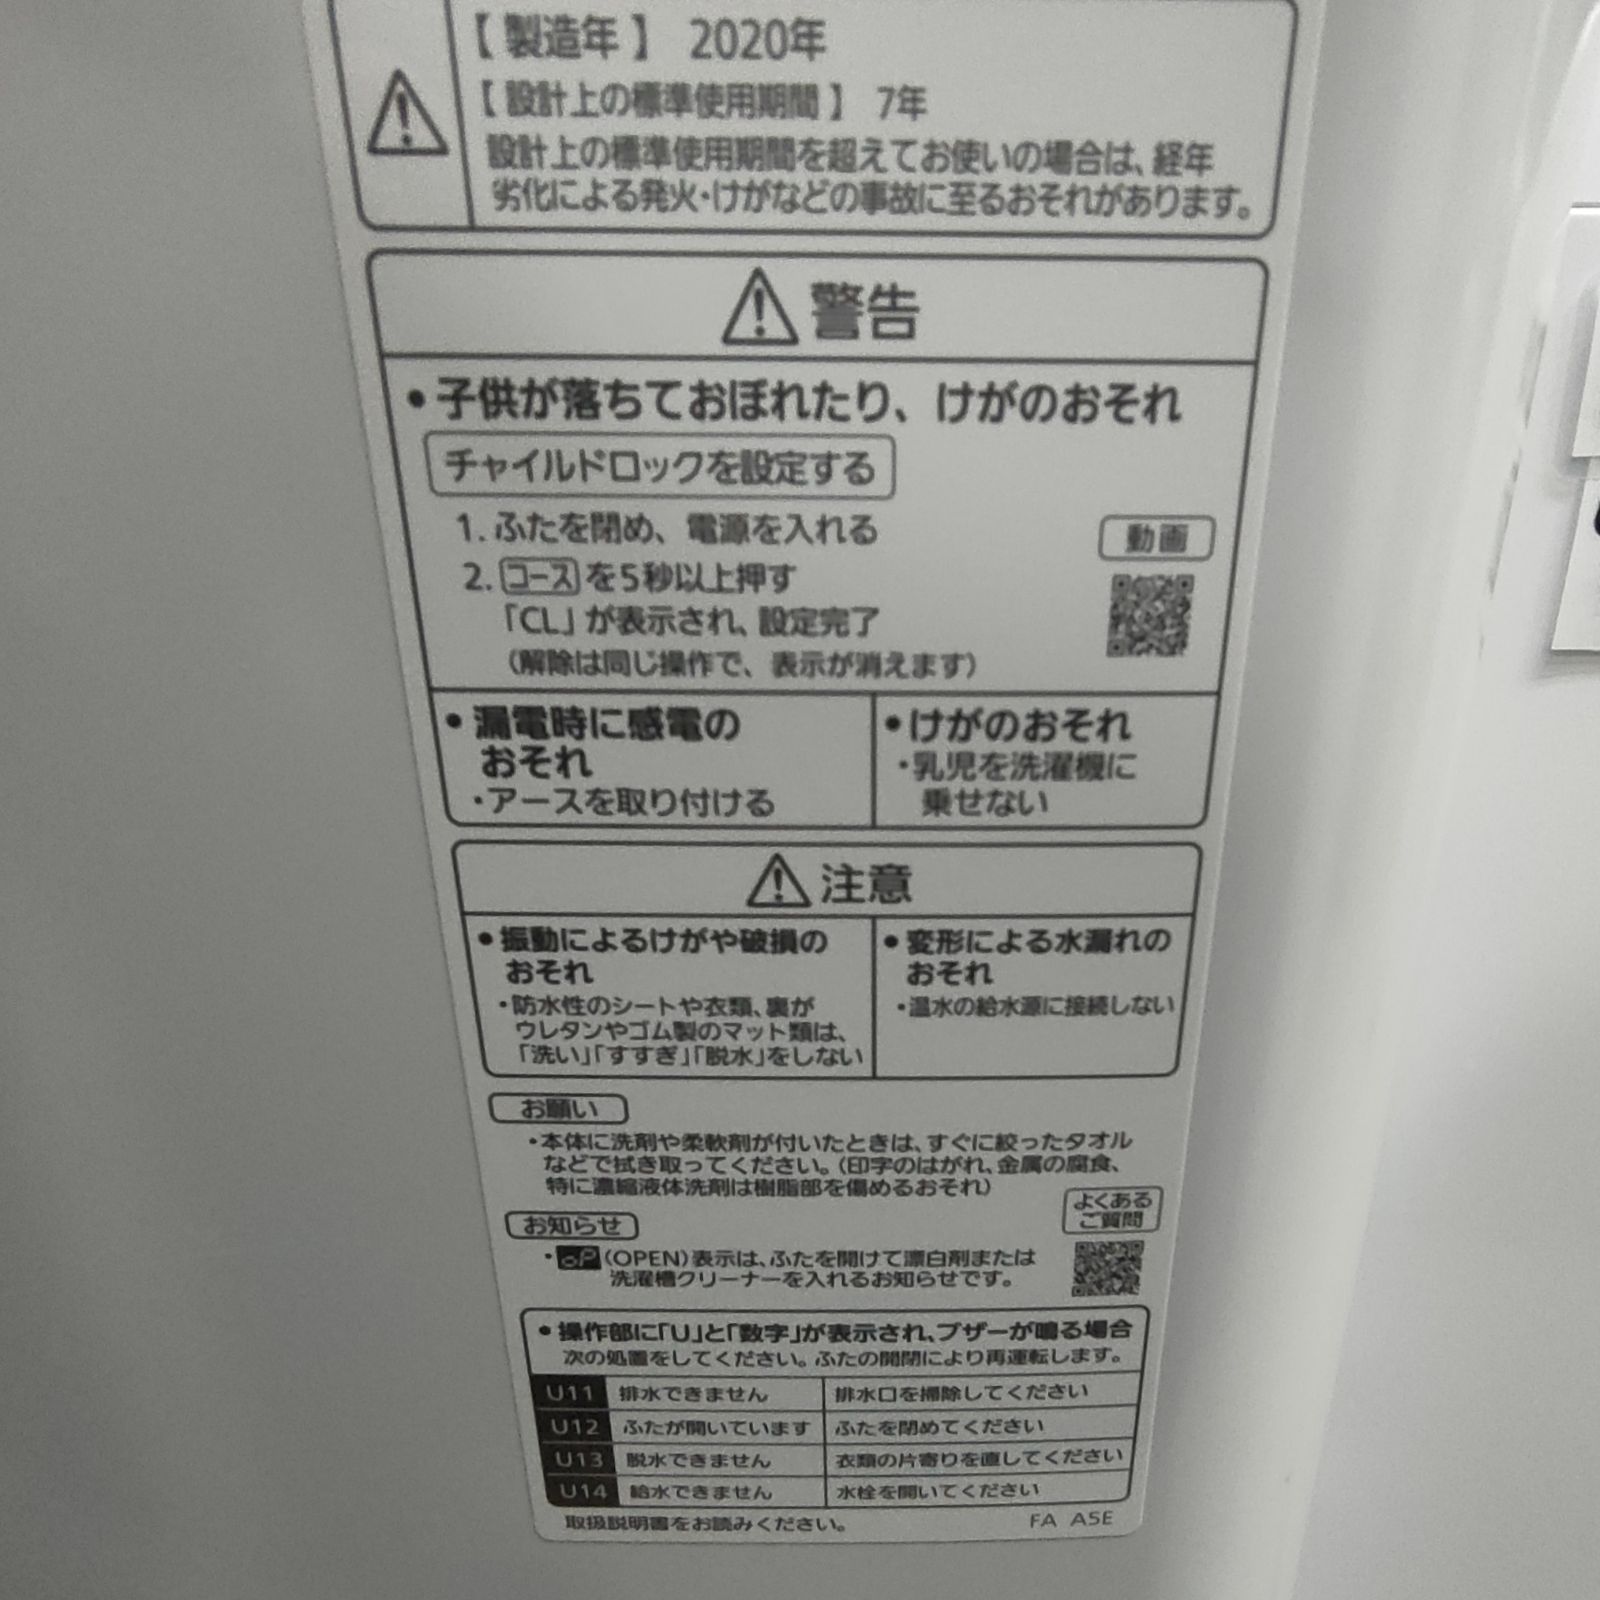 【製造年】 2020年
【設計上の標準使用期間】 7年
設計上の標準使用期間を超えてお使いの場合は、経年
劣化による発火・けがなどの事故に至るおそれがあります。
警告
• 子供が落ちておぼれたり、けがのおそれ
チャイルドロックを設定する
1. ふたを閉め、電源を入れる
2. コースを5秒以上押す
「CL」が表示され、設定完了
(解除は同じ操作で、表示が消えます)
動画
• 漏電時に感電の
おそれ
・アースを取り付ける
• けがのおそれ
・乳児を洗濯機に
乗せない
注意
• 振動によるけがや破損の
おそれ
・防水性のシートや衣類、裏が
ウレタンやゴム製のマット類は、
「洗い」「すすぎ」「脱水」をしない
• 変形による水漏れの
おそれ
・温水の給水源に接続しない
お願い
・本体に洗剤や柔軟剤が付いたときは、すぐに絞ったタオル
などで拭き取ってください。(印字のはがれ、金属の腐食、
特に濃縮液体洗剤は樹脂部を傷めるおそれ)
よくある
ご質問
お知らせ
・oP(OPEN)表示は、ふたを開けて漂白剤または
洗濯槽クリーナーを入れるお知らせです。
• 操作部に「U」と「数字」が表示され、ブザーが鳴る場合
次の処置をしてください。ふたの開閉により再運転します。
U11 排水できません 排水口を掃除してください
U12 ふたが開いています ふたを閉めてください
U13 脱水できません 衣類の片寄りを直してください
U14 給水できません 水栓を開いてください
取扱説明書をお読みください。 FA A5E